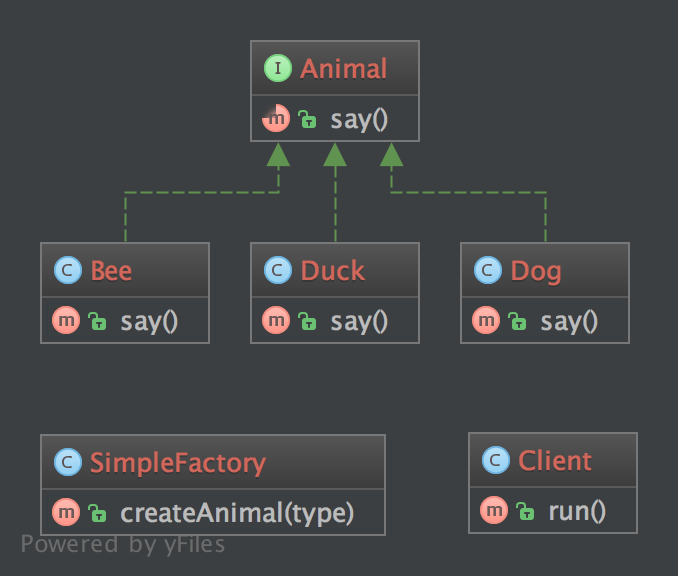 I Animal
m say()
C Bee
m say()
C Duck
m say()
C Dog
m say()
C SimpleFactory
m createAnimal(type)
C Client
m run()
Powered by yFiles